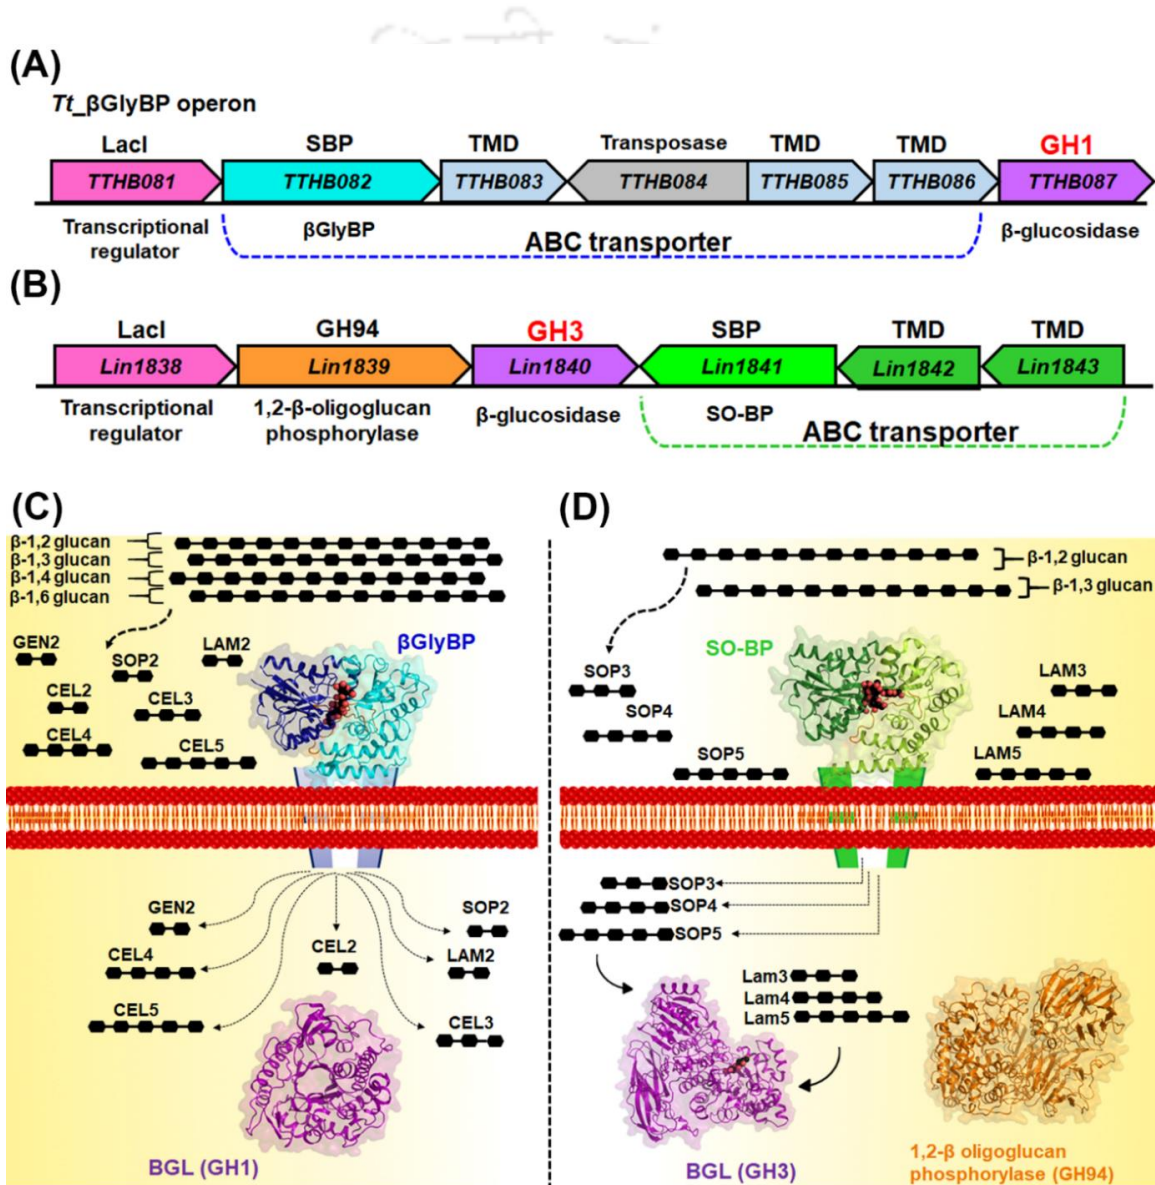 (A)
Tt_βGlyBP operon
LacI SBP TMD Transposase TMD TMD GH1
TTHB081 TTHB082 TTHB083 TTHB084 TTHB085 TTHB086 TTHB087
Transcriptional
regulator
βGlyBP
ABC transporter
β-glucosidase
(B)
LacI GH94 GH3 SBP TMD TMD
Lin1838 Lin1839 Lin1840 Lin1841 Lin1842 Lin1843
Transcriptional
regulator
1,2-β-oligoglucan
phosphorylase
β-glucosidase
SO-BP
ABC transporter
(C)
β-1,2 glucan
β-1,3 glucan
β-1,4 glucan
β-1,6 glucan
GEN2
SOP2
LAM2
βGlyBP
CEL2
CEL3
CEL4
CEL5
GEN2
SOP2
CEL4
CEL2
LAM2
CEL5
CEL3
BGL (GH1)
(D)
β-1,2 glucan
β-1,3 glucan
SO-BP
SOP3
LAM3
SOP4
LAM4
SOP5
LAM5
SOP3
SOP4
SOP5
Lam3
Lam4
Lam5
BGL (GH3)
1,2-β oligoglucan
phosphorylase (GH94)